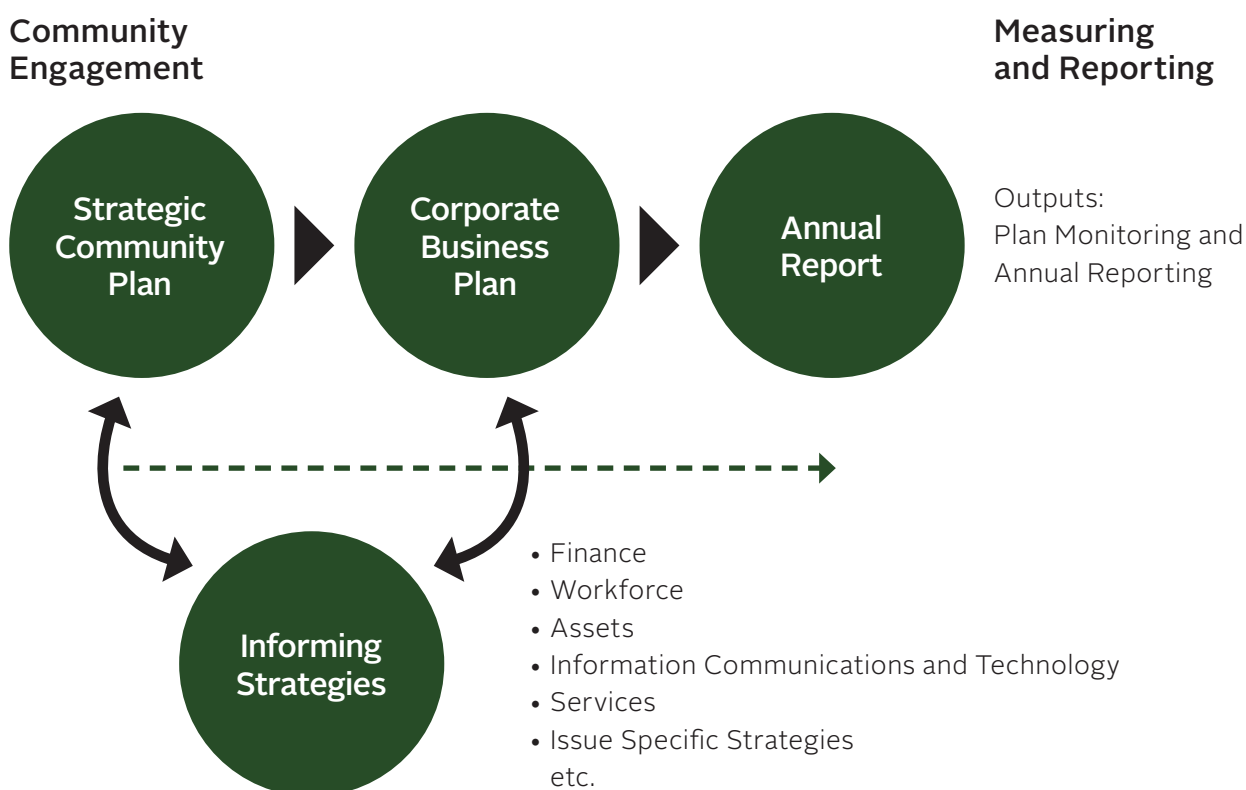 Community
Engagement
Measuring
and Reporting
Strategic
Community
Plan
Corporate
Business
Plan
Annual
Report
Outputs:
Plan Monitoring and
Annual Reporting
Informing
Strategies
• Finance
• Workforce
• Assets
• Information Communications and Technology
• Services
• Issue Specific Strategies
etc.